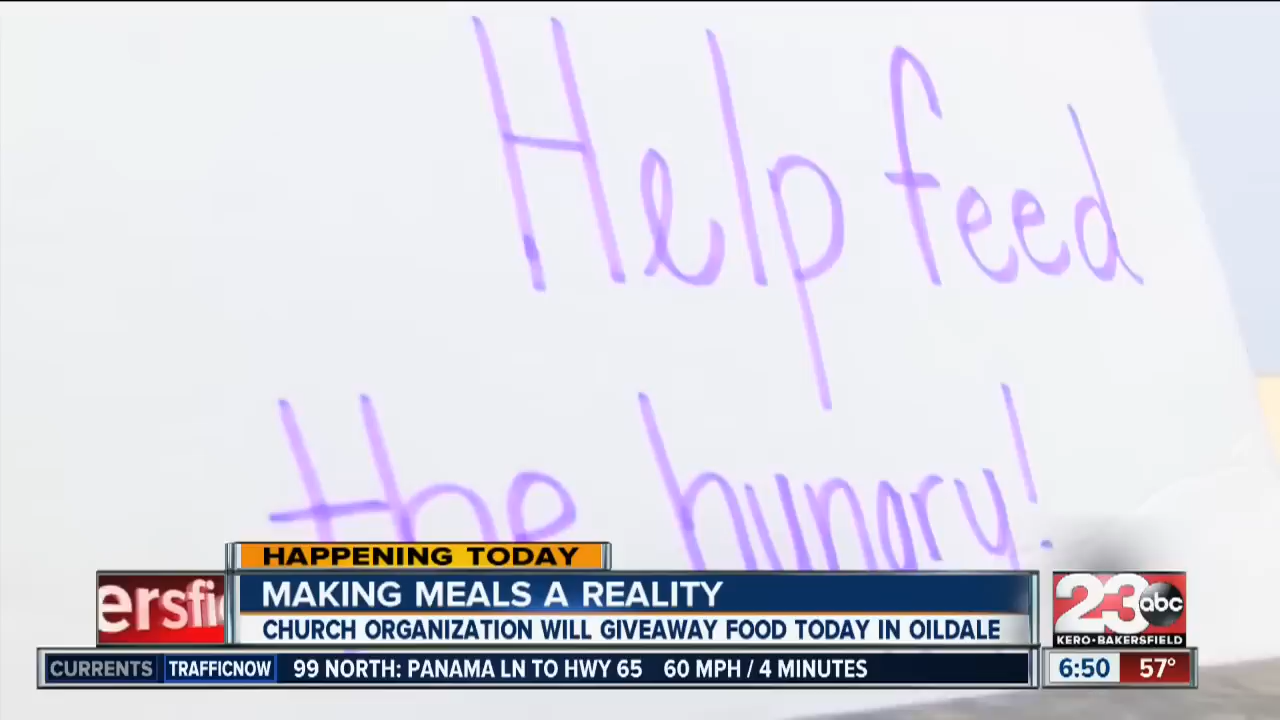 Help feed
the hungry!
HAPPENING TODAY
ersfi
MAKING MEALS A REALITY
CHURCH ORGANIZATION WILL GIVEAWAY FOOD TODAY IN OILDALE
23 abc
KERO-BAKERSFIELD
CURRENTS TRAFFICNOW 99 NORTH: PANAMA LN TO HWY 65 60 MPH / 4 MINUTES
6:50 57°